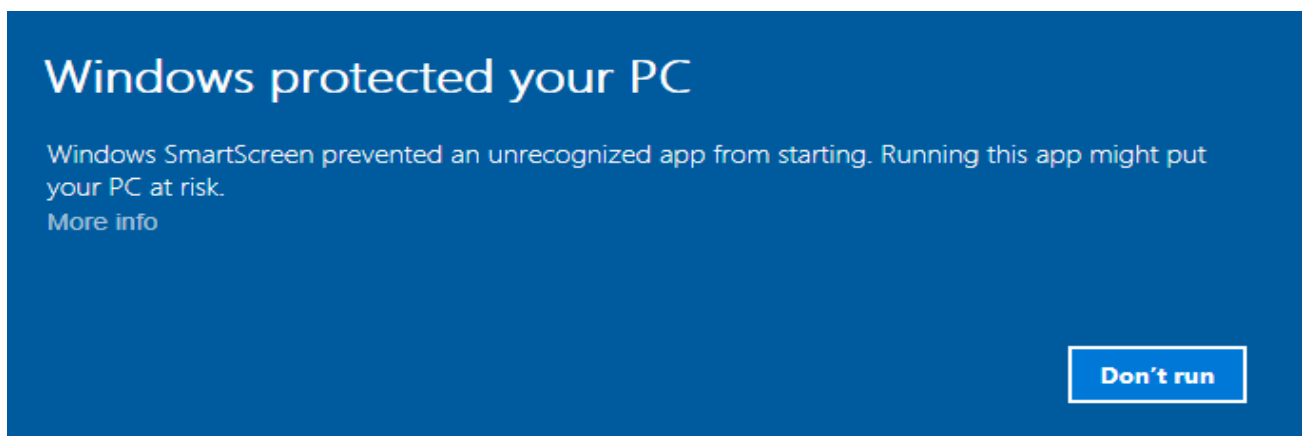 Windows protected your PC
Windows SmartScreen prevented an unrecognized app from starting. Running this app might put
your PC at risk.
More info
Don't run